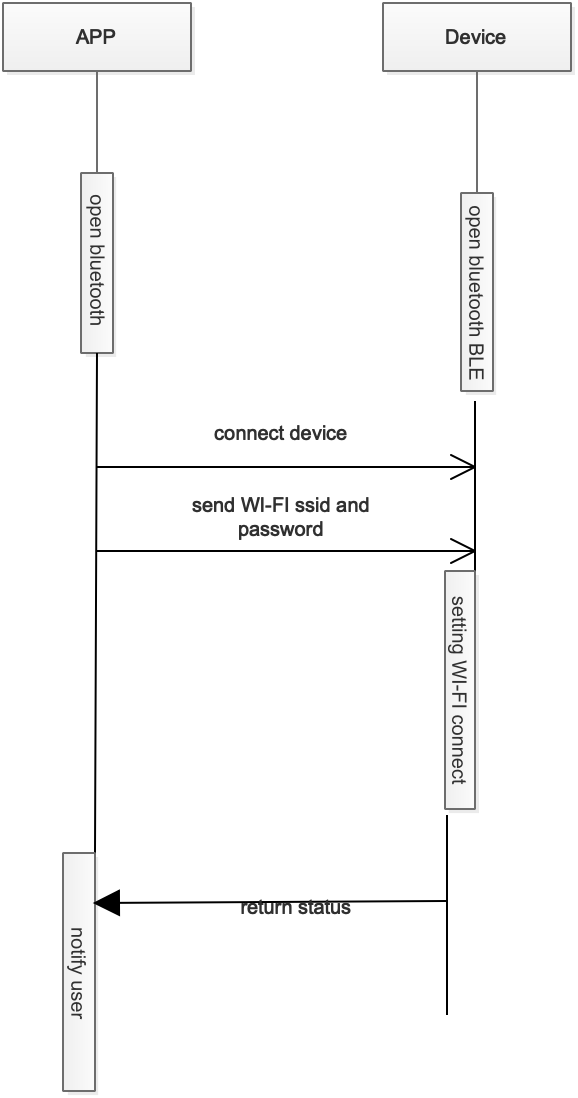 APP
Device
open bluetooth
open bluetooth BLE
connect device
send WI-FI ssid and
password
setting WI-FI connect
return status
notify user